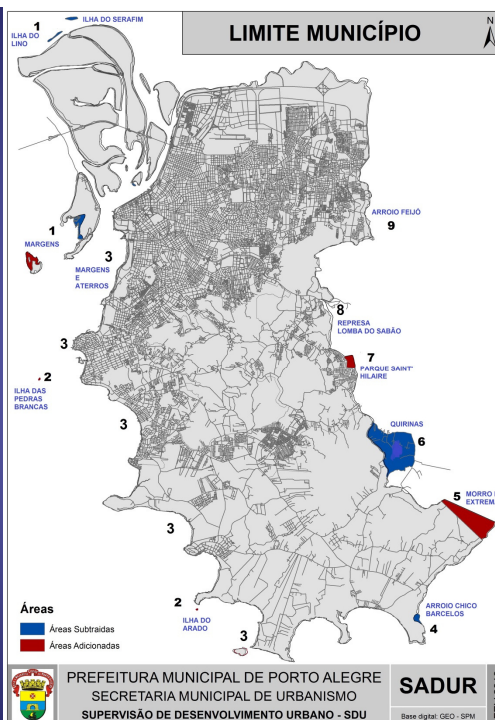 LIMITE MUNICÍPIO
N
1
ILHA DO SERAFIM
ILHA DO
LINO
ARROIO FEIJÓ
9
1
MARGENS
3
MARGENS
E
ATERROS
8
REPRESA
LOMBA DO SABÃO
3
7
PARQUE SAINT'
HILAIRE
2
ILHA DAS
PEDRAS
BRANCAS
3
QUIRINAS
6
5
MORRO
EXTREMA
3
2
ILHA DO
ARADO
ARROIO CHICO
BARCELOS
4
3
Áreas
Áreas Subtraidas
Áreas Adicionadas
PREFEITURA MUNICIPAL DE PORTO ALEGRE
SECRETARIA MUNICIPAL DE URBANISMO
SUPERVISÃO DE DESENVOLVIMENTO URBANO - SDU
SADUR
Base digital: GEO - SPM